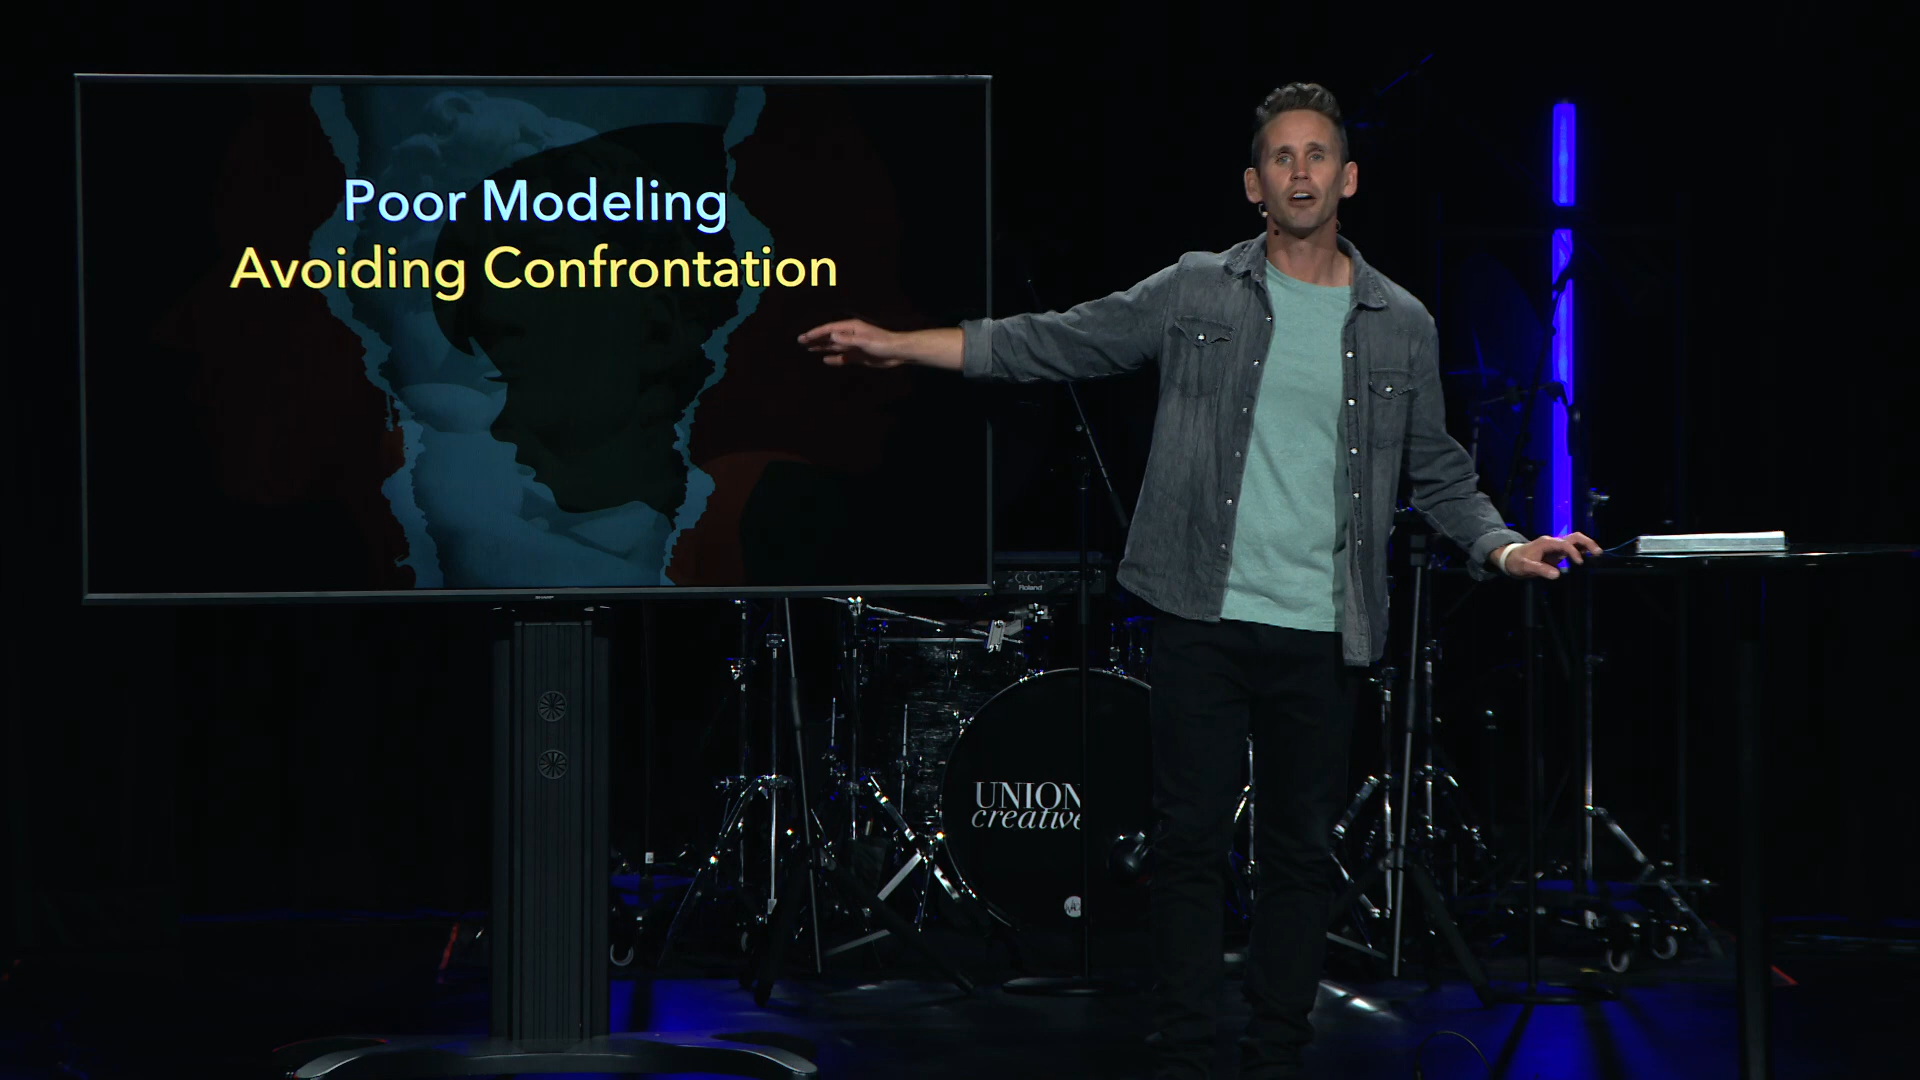 Poor Modeling
Avoiding Confrontation
Roland
UNION
creative